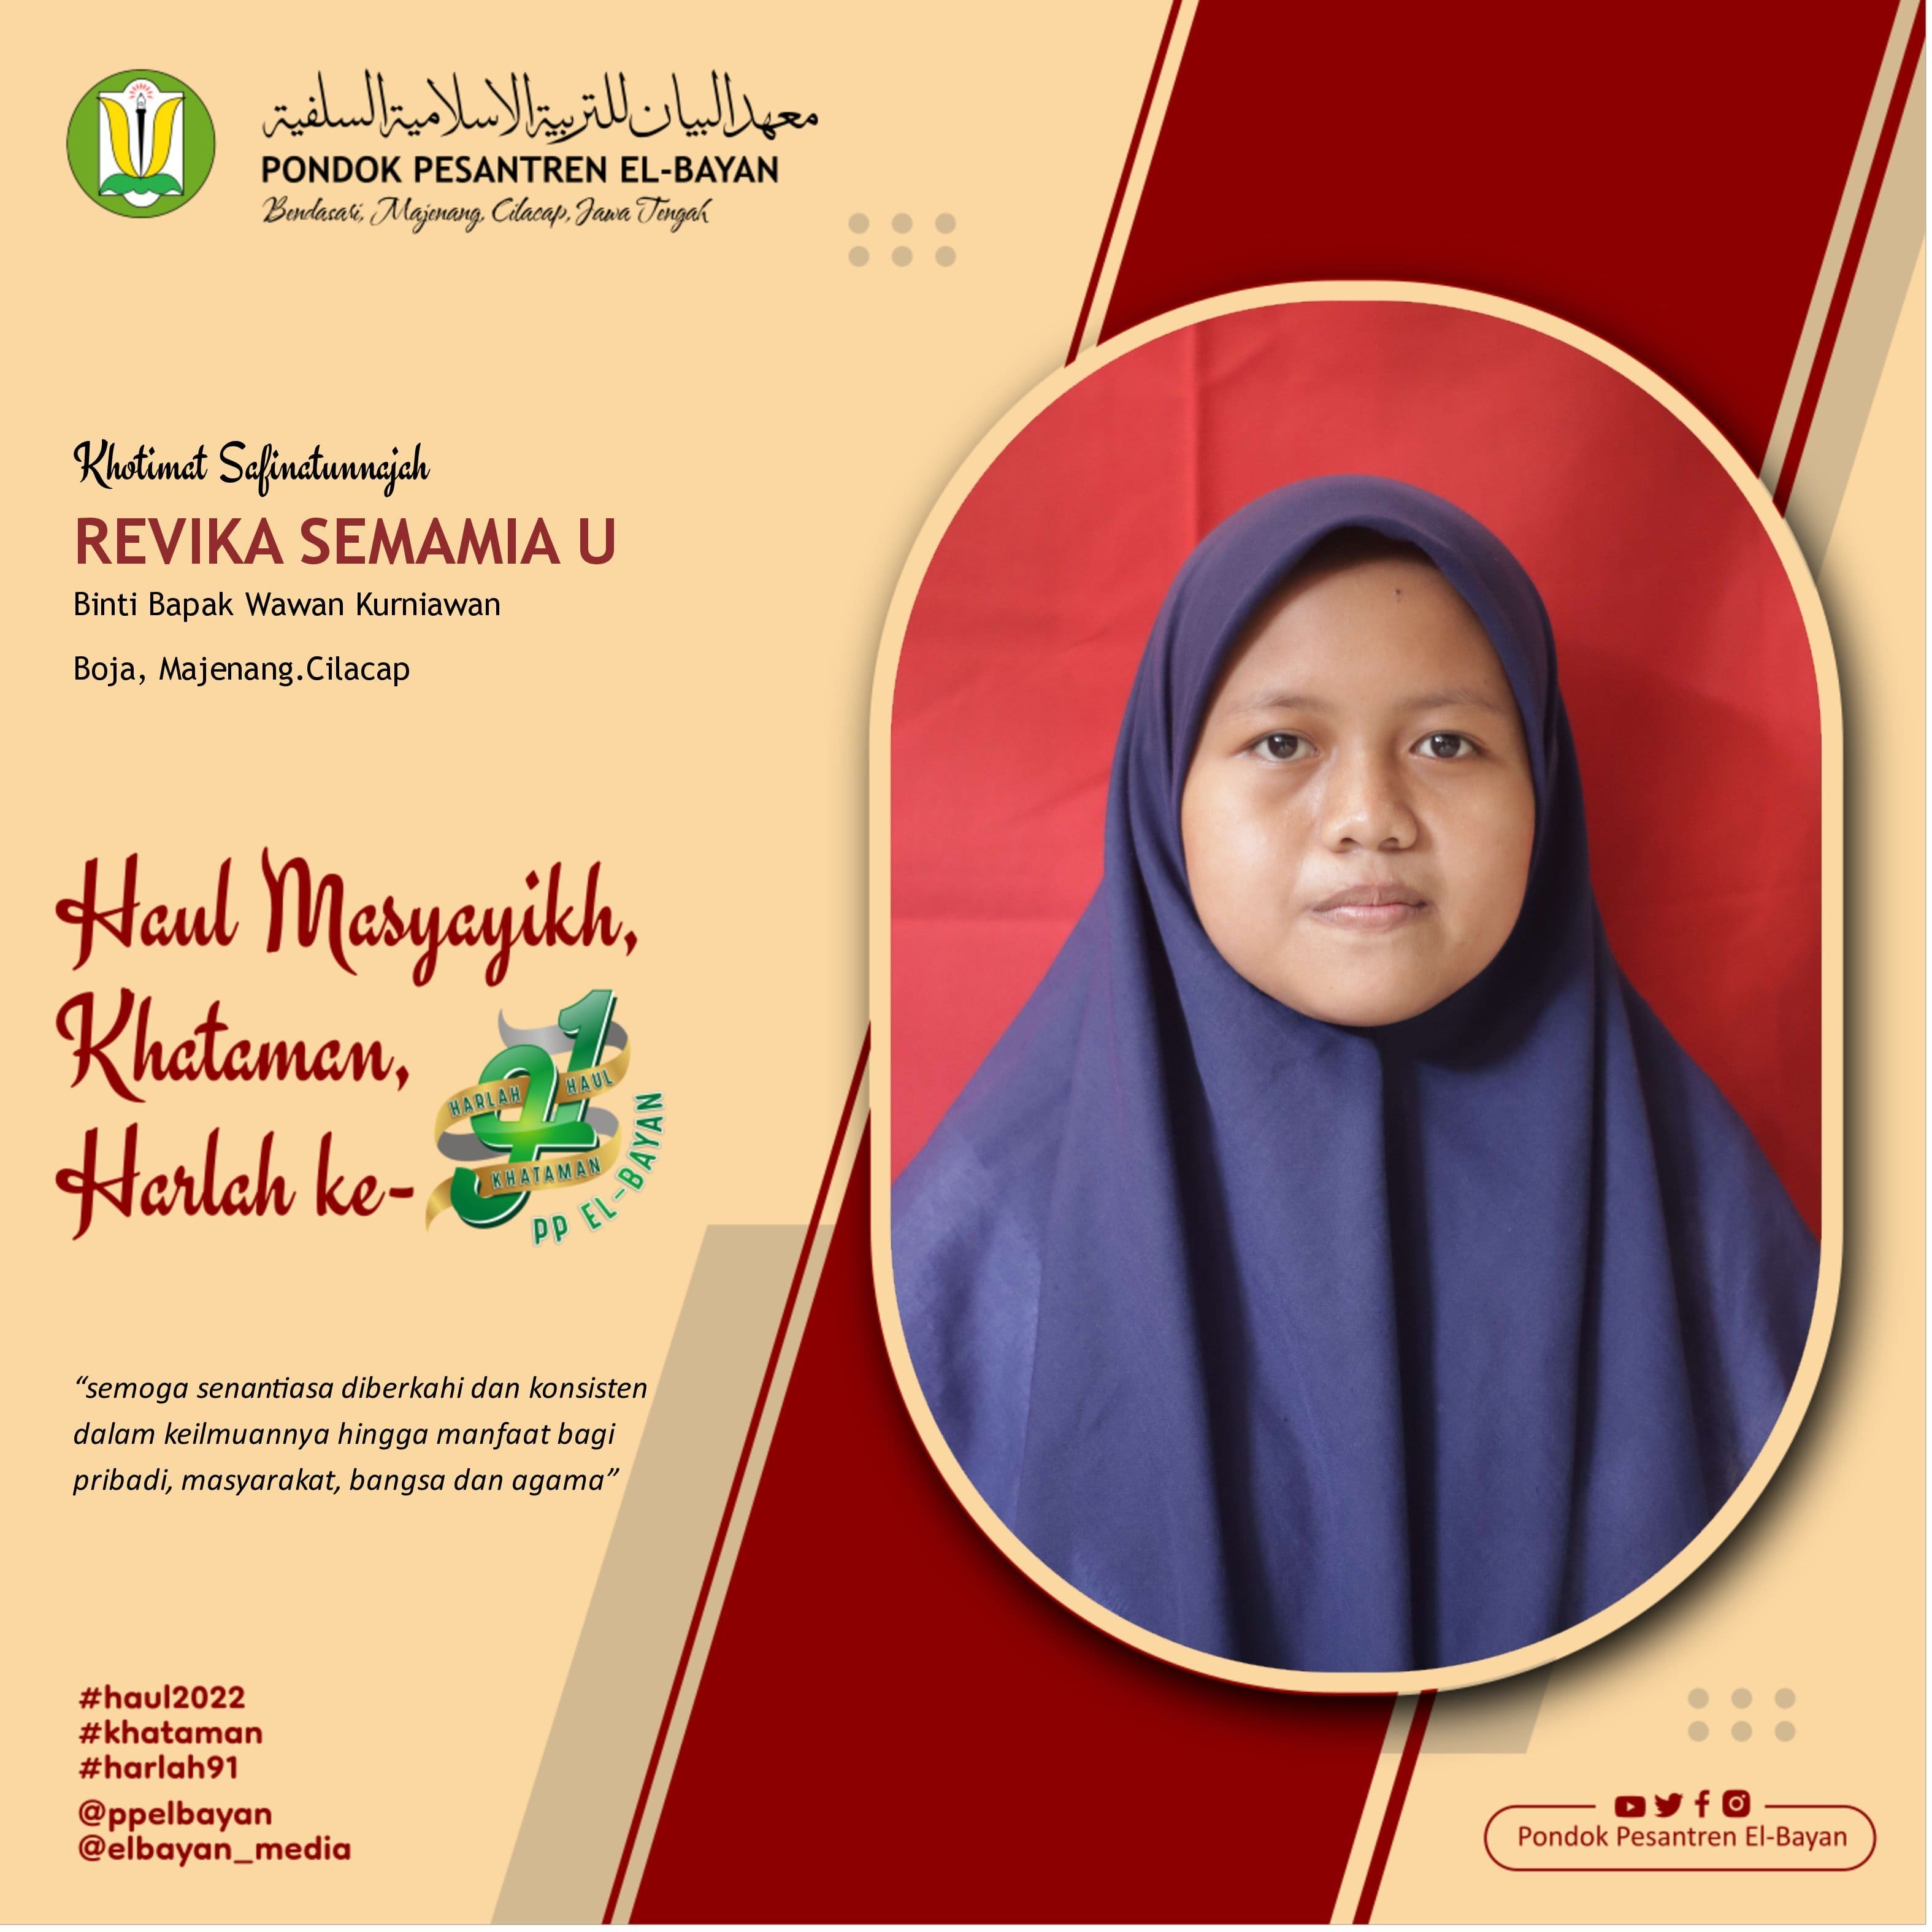 معهد البيان للتربية الاسلامية السلفية
PONDOK PESANTREN EL-BAYAN
Bendasari, Majenang, Cilacap, Jawa Tengah
Khotimat Safinatunnajah
REVIKA SEMAMIA U
Binti Bapak Wawan Kurniawan
Boja, Majenang.Cilacap
Haul Masyayikh,
Khataman,
Harlah ke-
91
HARLAH HAUL
KHATAMAN
PP EL-BAYAN
“semoga senantiasa diberkahi dan konsisten
dalam keilmuannya hingga manfaat bagi
pribadi, masyarakat, bangsa dan agama”
#haul2022
#khataman
#harlah91
@ppelbayan
@elbayan_media
Pondok Pesantren El-Bayan